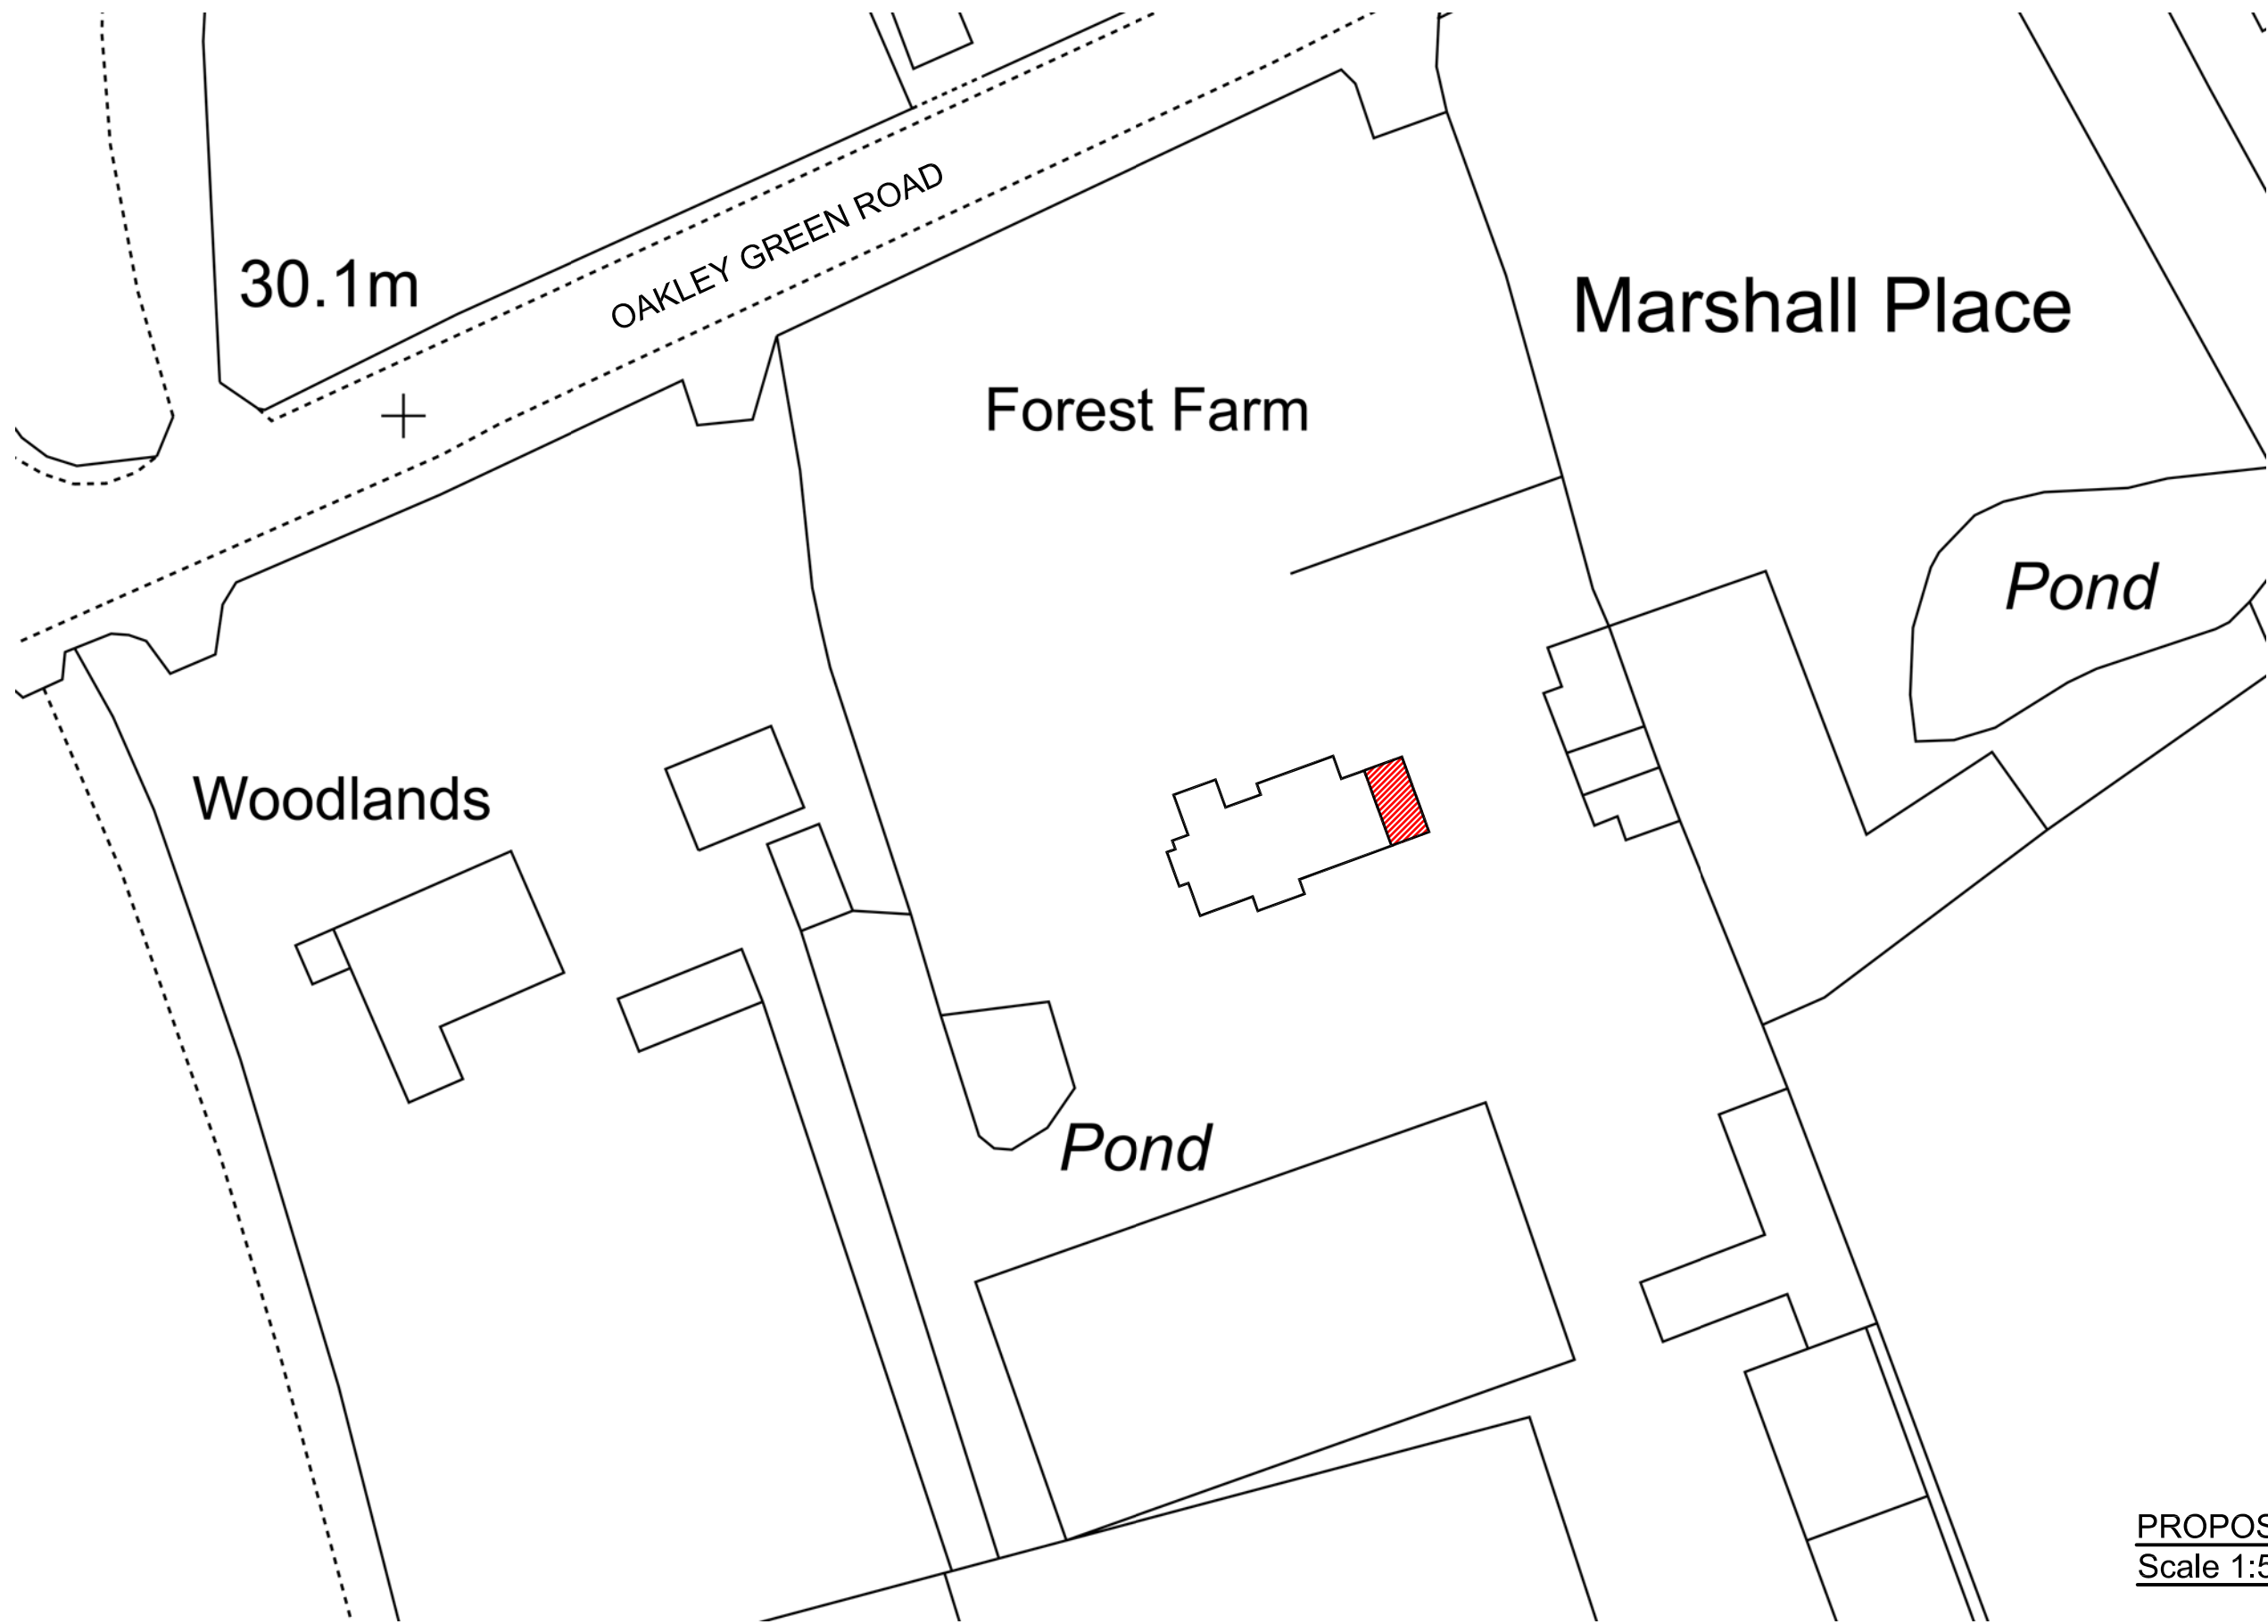 OAKLEY GREEN ROAD
30.1m
Marshall Place
Forest Farm
Pond
Woodlands
Pond
PROPOS
Scale 1:5